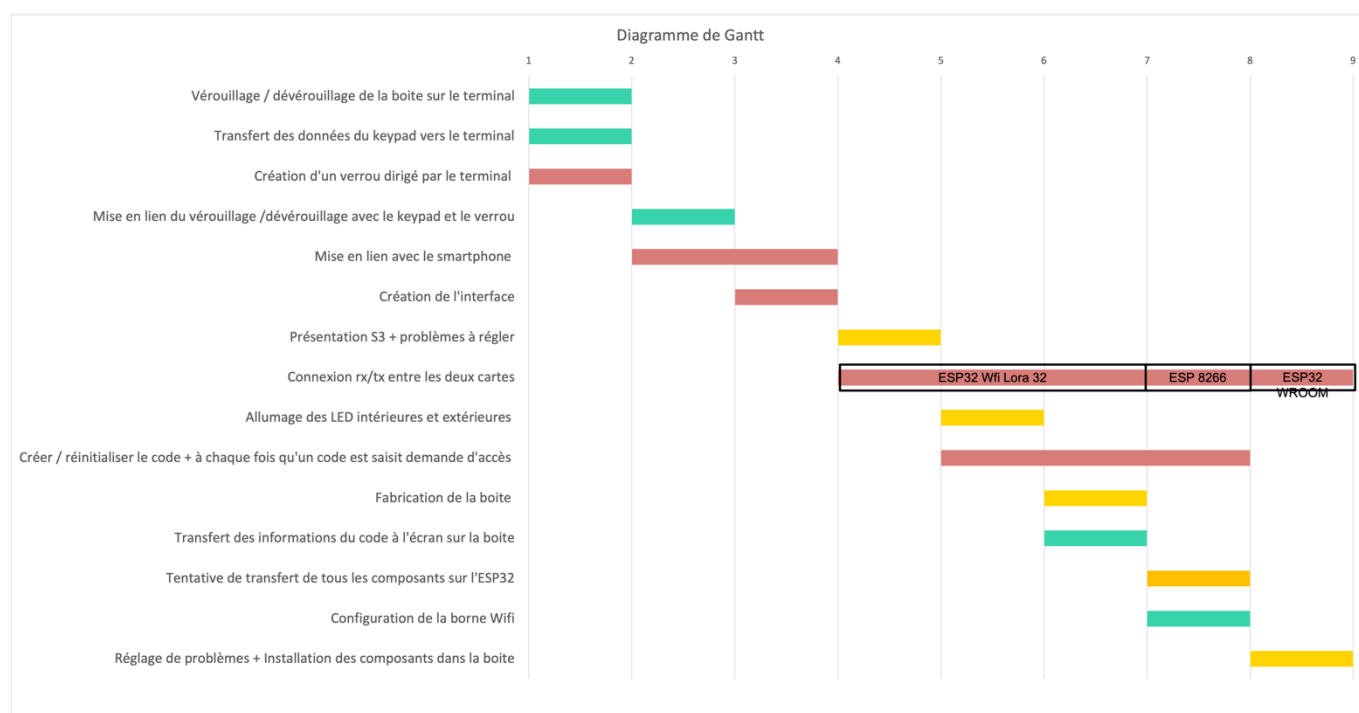 Diagramme de Gantt
1 2 3 4 5 6 7 8 9
Vérouillage / dévérouillage de la boite sur le terminal
Transfert des données du keypad vers le terminal
Création d'un verrou dirigé par le terminal
Mise en lien du vérouillage /dévérouillage avec le keypad et le verrou
Mise en lien avec le smartphone
Création de l'interface
Présentation S3 + problèmes à régler
Connexion rx/tx entre les deux cartes
ESP32 Wfi Lora 32
ESP 8266
ESP32
WROOM
Allumage des LED intérieures et extérieures
Créer / réinitialiser le code + à chaque fois qu'un code est saisit demande d'accès
Fabrication de la boite
Transfert des informations du code à l'écran sur la boite
Tentative de transfert de tous les composants sur l'ESP32
Configuration de la borne Wifi
Réglage de problèmes + Installation des composants dans la boite